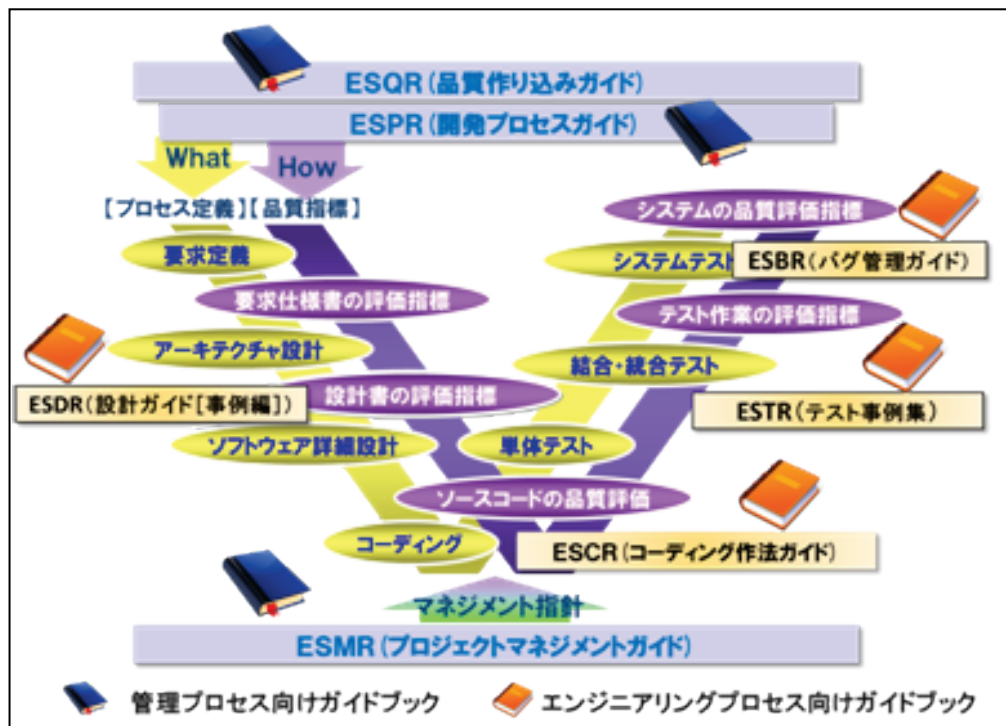 ESQR(品質作り込みガイド)
ESPR(開発プロセスガイド)
What
How
【プロセス定義】【品質指標】
システムの品質評価指標
要求定義
システムテスト
ESBR(バグ管理ガイド)
要求仕様書の評価指標
テスト作業の評価指標
アーキテクチャ設計
結合・統合テスト
設計書の評価指標
ESDR(設計ガイド[事例編])
ESTR(テスト事例集)
ソフトウェア詳細設計
単体テスト
ソースコードの品質評価
コーディング
ESCR(コーディング作法ガイド)
マネジメント指針
ESMR(プロジェクトマネジメントガイド)
管理プロセス向けガイドブック
エンジニアリングプロセス向けガイドブック